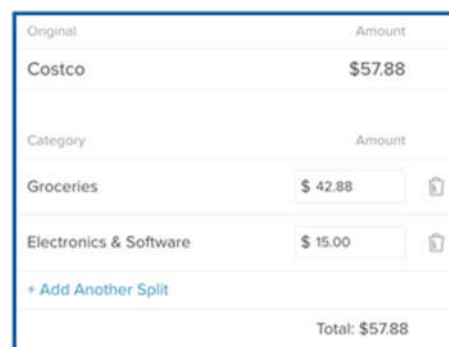 Original Amount
Costco $57.88
Category Amount
Groceries $ 42.88
Electronics & Software $ 15.00
+ Add Another Split
Total: $57.88